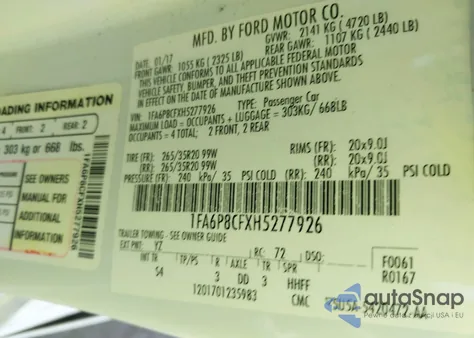 MFD. BY FORD MOTOR CO.
DATE: 01/17 GVWR: 2141 KG ( 4720 LB)
FRONT GAWR: 1055 KG ( 2325 LB) REAR GAWR: 1107 KG ( 2440 LB)
THIS VEHICLE CONFORMS TO ALL APPLICABLE FEDERAL MOTOR
VEHICLE SAFETY, BUMPER, AND THEFT PREVENTION STANDARDS
IN EFFECT ON THE DATE OF MANUFACTURE SHOWN ABOVE.
VIN: 1FA6P8CFXH5277926 TYPE: Passenger Car
MAXIMUM LOAD = OCCUPANTS + LUGGAGE = 303KG/ 668LB
OCCUPANTS = 4 TOTAL; 2 FRONT, 2 REAR
TIRE (FR): 265/35R20 99W RIMS (FR): 20x9.0J
(RR): 265/35R20 99W (RR): 20x9.0J
PRESSURE(FR): 240 kPa/ 35 PSI COLD (RR): 240 kPa/ 35 PSI COLD
1FA6P8CFXH5277926
TRAILER TOWING - SEE OWNER GUIDE
EXT PNT: YZ RC: 72 DSO: F0061
INT TR TP/PS R AXLE TR SPR R0167
S4 3 DD 3 HHFF
1201701235983 CMC
OADING INFORMATION
4 FRONT: 2 REAR: 2
303 kg or 668 lbs.
SEE OWNERS
MANUAL FOR
ADDITIONAL
INFORMATION
1FA6P8CFXH5277926
autoSnap